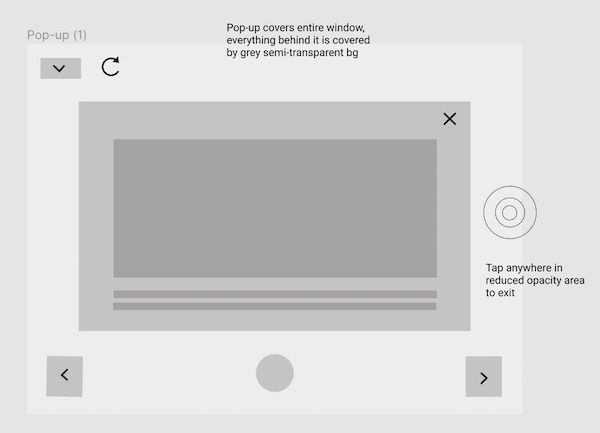 Pop-up covers entire window,
Pop-up (1)
everything behind it is covered
by grey semi-transparent bg
Tap anywhere in
reduced opacity area
to exit